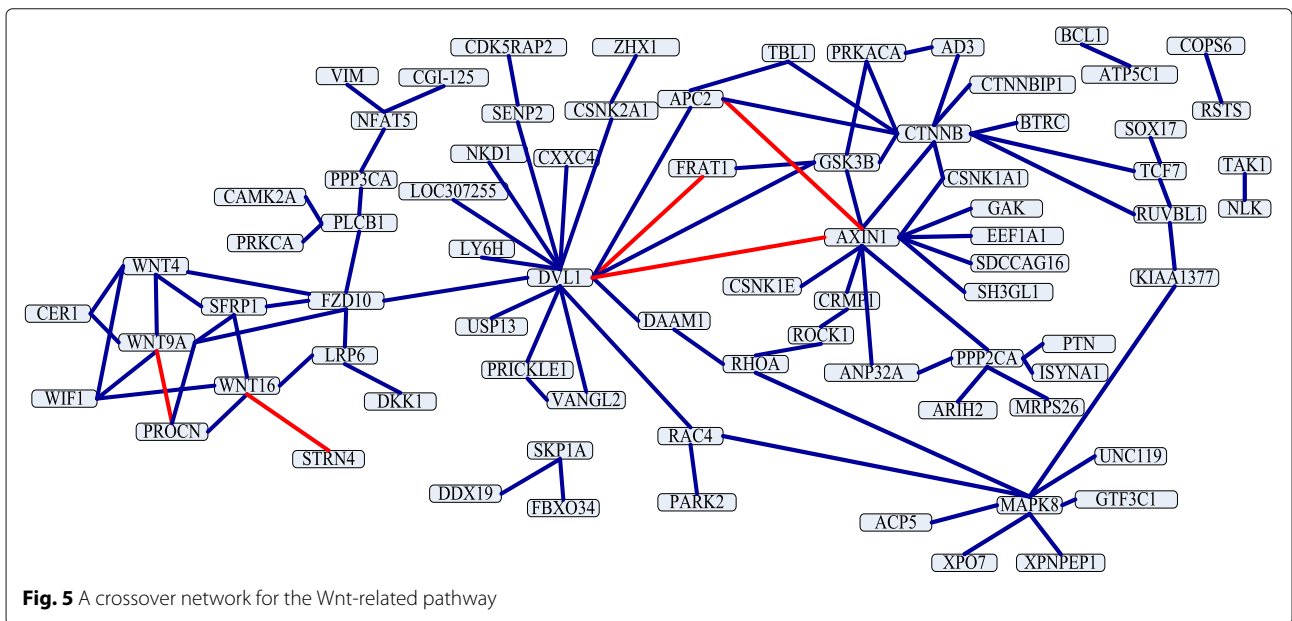 CDK5RAP2
ZHX1
TBL1
PRKACA
AD3
BCL1
COPS6
VIM
CGI-125
ATP5C1
CTNNBIP1
APC2
RSTS
NFAT5
SENP2
CSNK2A1
CTNNB
BTRC
SOX17
NKD1
CXXC4
FRAT1
GSK3B
TCF7
TAK1
PPP3CA
CSNK1A1
LOC307255
CAMK2A
GAK
RUVBL1
NLK
PLCB1
PRKCA
LY6H
AXIN1
EEF1A1
WNT4
SDCCAG16
DVL1
KIAA1377
CSNK1E
SH3GL1
CER1
SFRP1
FZD10
CRMP1
USP13
DAAM1
WNT9A
ROCK1
LRP6
PTN
PRICKLE1
RHOA
PPP2CA
ANP32A
ISYNA1
WIF1
WNT16
DKK1
VANGL2
ARIH2
MRPS26
PROCN
RAC4
STRN4
SKP1A
UNC119
DDX19
FBXO34
PARK2
MAPK8
GTF3C1
ACP5
XPO7
XPNPEP1
Fig. 5 A crossover network for the Wnt-related pathway